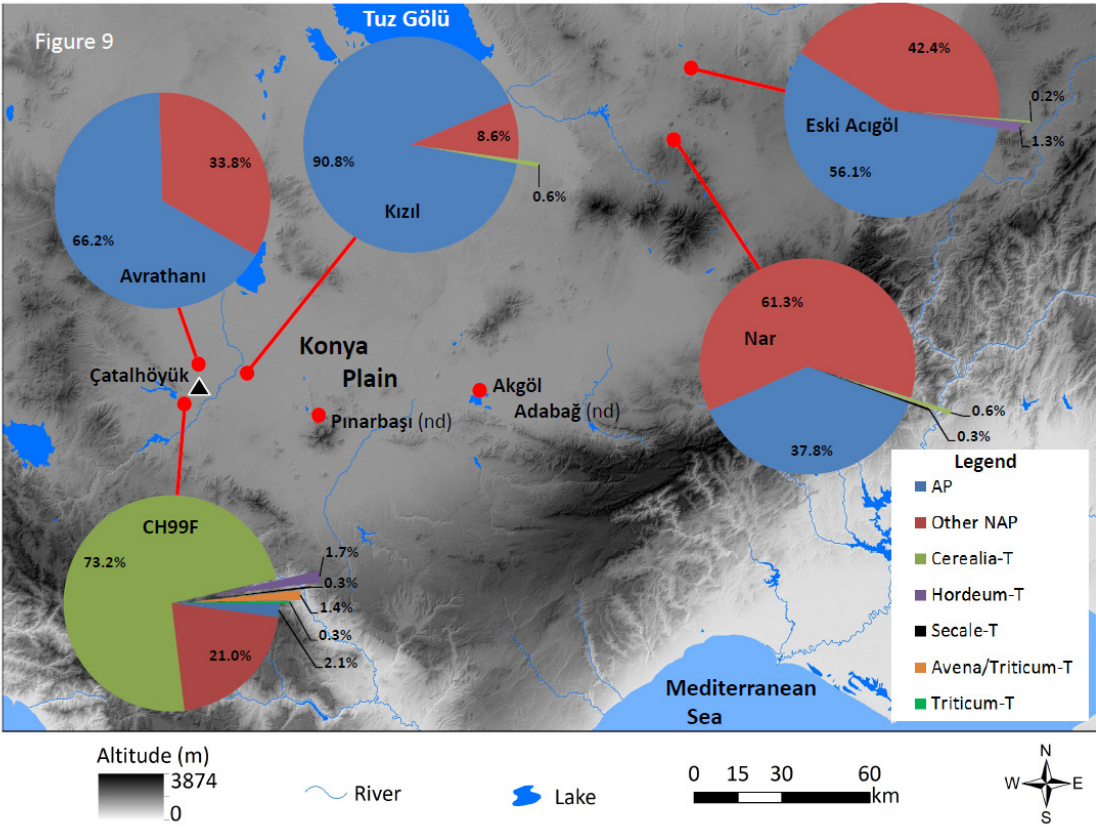 Figure 9
Tuz Gölü
42.4%
0.2%
1.3%
Eski Acıgöl
56.1%
33.8%
66.2%
Avrathanı
90.8%
8.6%
0.6%
Kızıl
61.3%
Nar
0.6%
0.3%
37.8%
Konya
Plain
Çatalhöyük
Pınarbaşı (nd)
Akgöl
Adabağ (nd)
CH99F
73.2%
1.7%
0.3%
1.4%
0.3%
2.1%
21.0%
Mediterranean
Sea
Legend
AP
Other NAP
Cerealia-T
Hordeum-T
Secale-T
Avena/Triticum-T
Triticum-T
Altitude (m)
3874
0
River
Lake
0 15 30 60
km
N
W E
S